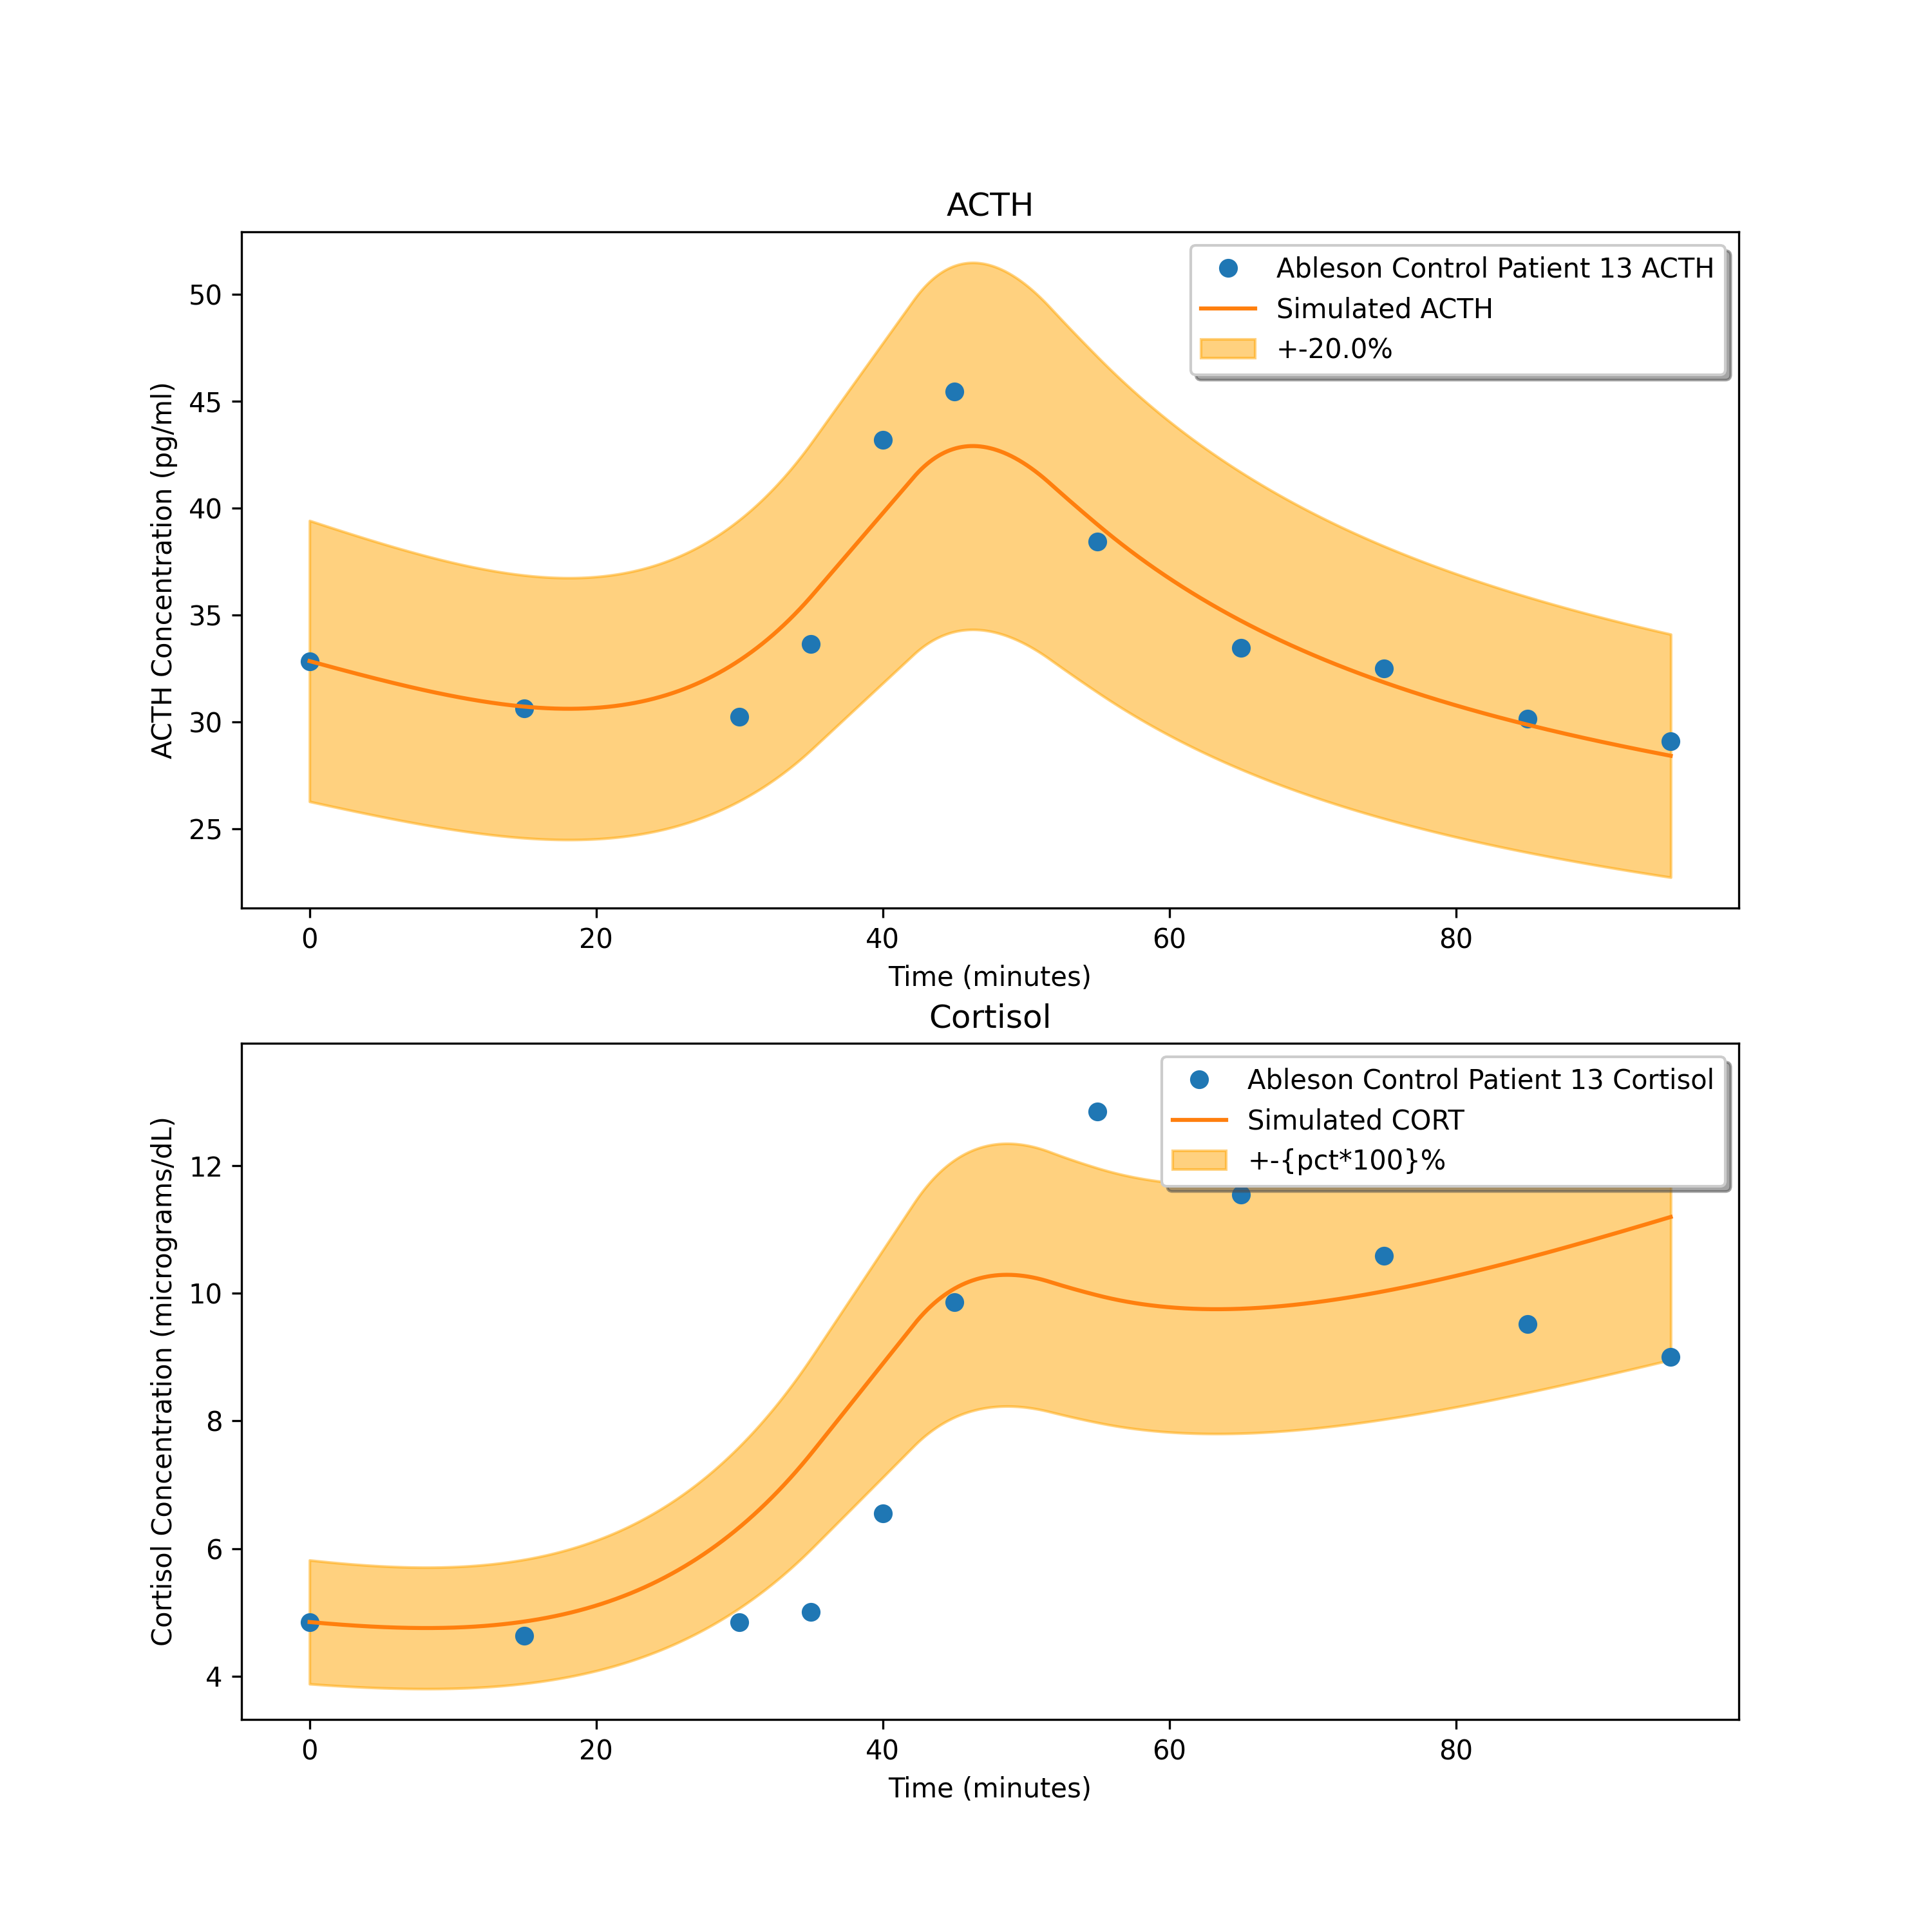 ACTH
Ableson Control Patient 13 ACTH
Simulated ACTH
+-20.0%
ACTH Concentration (pg/ml)
50
45
40
35
30
25
0 20 40 60 80
Time (minutes)
Cortisol
Ableson Control Patient 13 Cortisol
Simulated CORT
+-{pct*100}%
Cortisol Concentration (micrograms/dL)
12
10
8
6
4
0 20 40 60 80
Time (minutes)